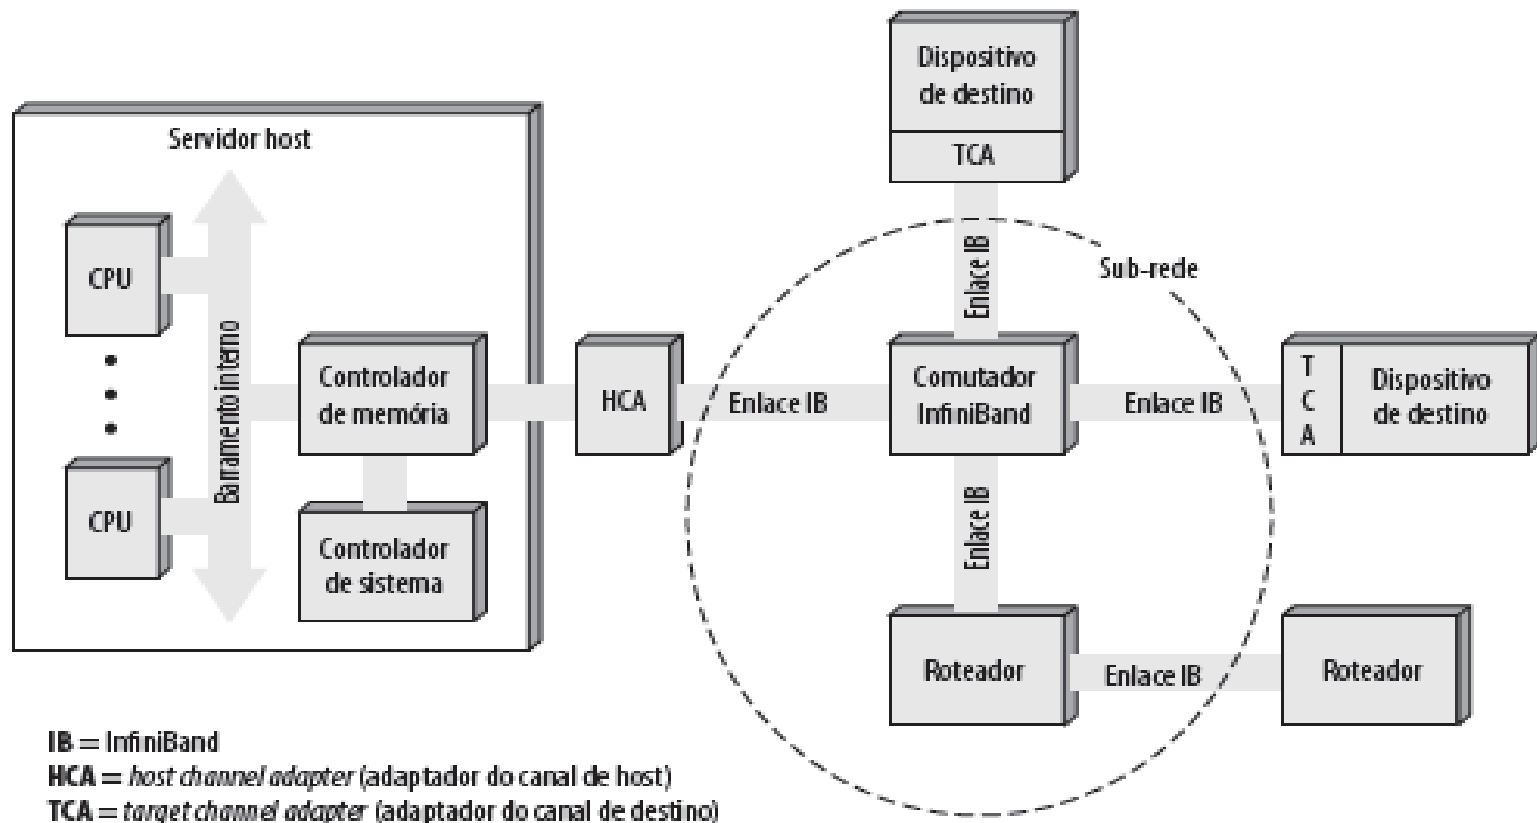 Dispositivo
de destino
TCA
Servidor host
CPU
CPU
Barramento interno
Controlador
de memória
Controlador
de sistema
HCA
Enlace IB
Enlace IB
Sub-rede
Comutador
InfiniBand
Enlace IB
T
C
A
Dispositivo
de destino
Enlace IB
Roteador
Enlace IB
Roteador
IB = InfiniBand
HCA = host channel adapter (adaptador do canal de host)
TCA = target channel adapter (adaptador do canal de destino)